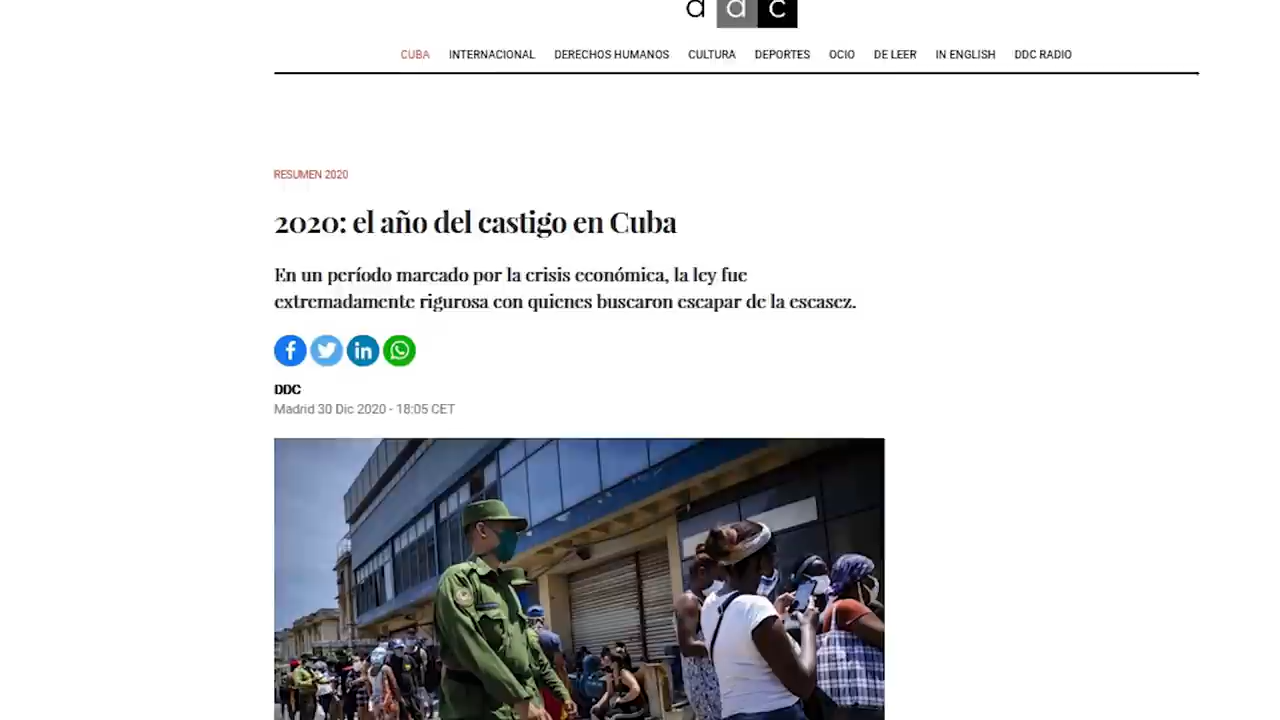 ddc
CUBA INTERNACIONAL DERECHOS HUMANOS CULTURA DEPORTES OCIO DE LEER IN ENGLISH DDC RADIO
RESUMEN 2020
2020: el año del castigo en Cuba
En un período marcado por la crisis económica, la ley fue
extremadamente rigurosa con quienes buscaron escapar de la escasez.
DDC
Madrid 30 Dic 2020 - 18:05 CET